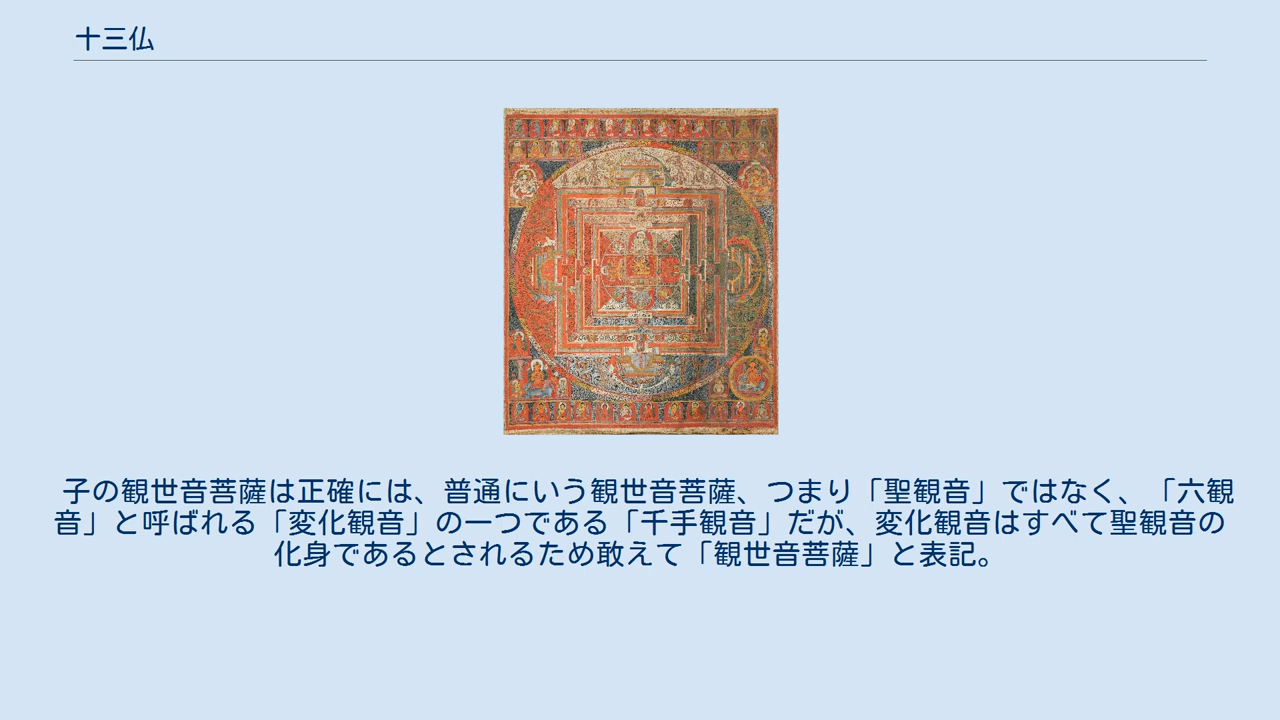 十三仏
子の観世音菩薩は正確には、普通にいう観世音菩薩、つまり「聖観音」ではなく、「六観
音」と呼ばれる「変化観音」の一つである「千手観音」だが、変化観音はすべて聖観音の
化身であるとされるため敢えて「観世音菩薩」と表記。